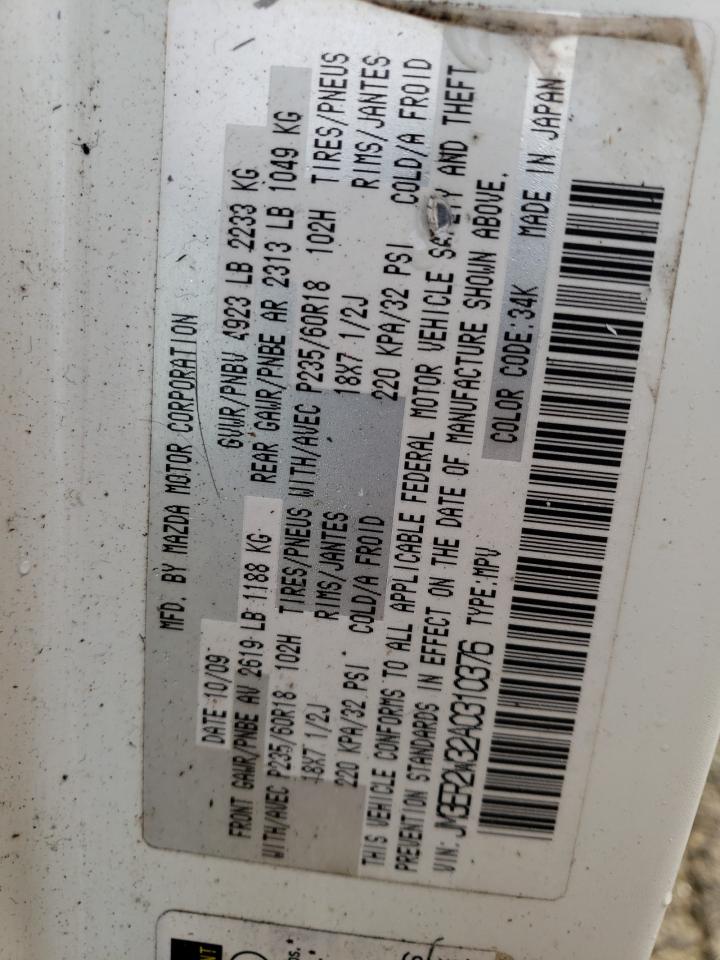 MFD. BY MAZDA MOTOR CORPORATION
DATE 10/09 GVWR/PNBV 4923 LB 2233 KG
FRONT GAWR/PNBE AV 2619 LB 1188 KG REAR GAWR/PNBE AR 2313 LB 1049 KG
WITH/AVEC P235/60R18 102H TIRES/PNEUS WITH/AVEC P235/60R18 102H TIRES/PNEUS
18X7 1/2J RIMS/JANTES 18X7 1/2J RIMS/JANTES
220 KPA/32 PSI COLD/A FROID 220 KPA/32 PSI COLD/A FROID
THIS VEHICLE CONFORMS TO ALL APPLICABLE FEDERAL MOTOR VEHICLE SAFETY AND THEFT
PREVENTION STANDARDS IN EFFECT ON THE DATE OF MANUFACTURE SHOWN ABOVE.
VIN: JM3ER2W32A0310376 TYPE:MPV COLOR CODE:34K MADE IN JAPAN